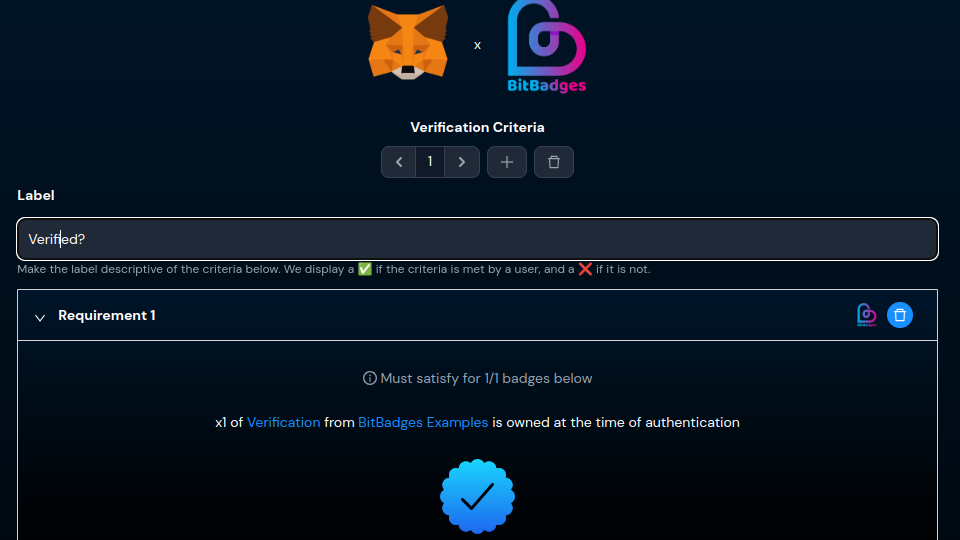 x
BitBadges
Verification Criteria
1
Label
Verified?
Make the label descriptive of the criteria below. We display a ✅ if the criteria is met by a user, and a ❌ if it is not.
Requirement 1
Must satisfy for 1/1 badges below
x1 of Verification from BitBadges Examples is owned at the time of authentication